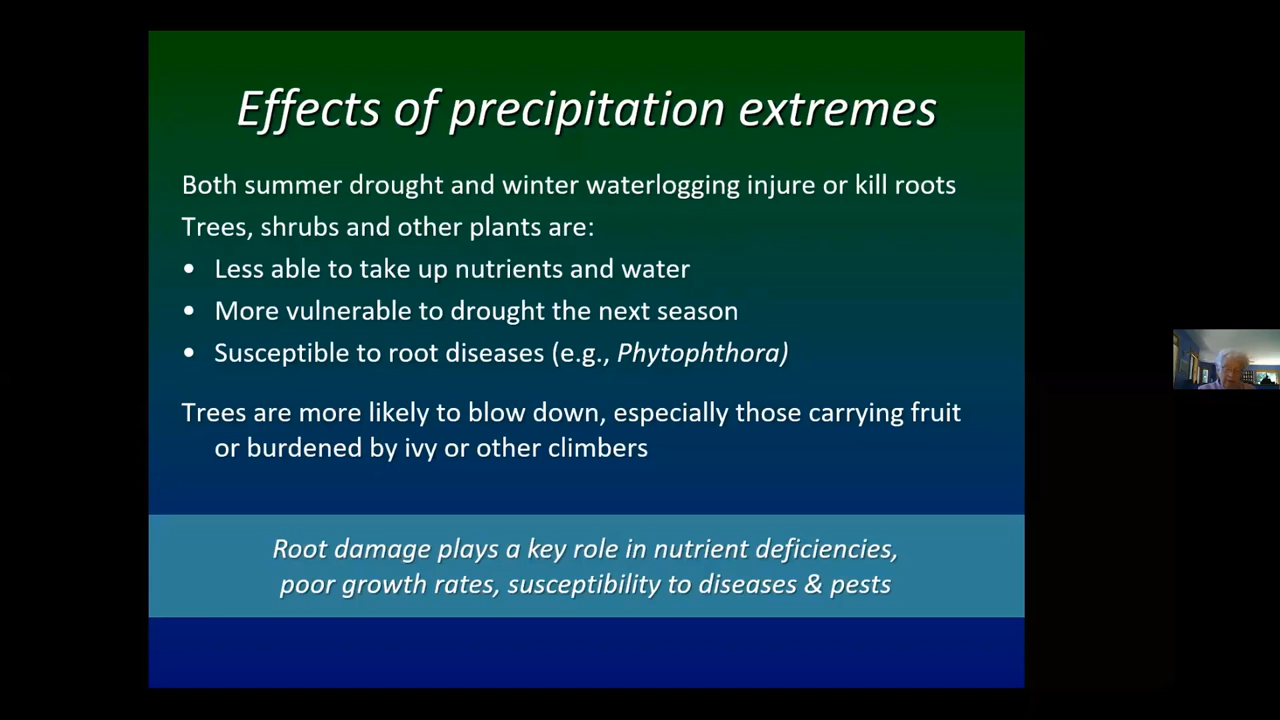 Effects of precipitation extremes
Both summer drought and winter waterlogging injure or kill roots
Trees, shrubs and other plants are:
• Less able to take up nutrients and water
• More vulnerable to drought the next season
• Susceptible to root diseases (e.g., Phytophthora)
Trees are more likely to blow down, especially those carrying fruit
or burdened by ivy or other climbers
Root damage plays a key role in nutrient deficiencies,
poor growth rates, susceptibility to diseases & pests